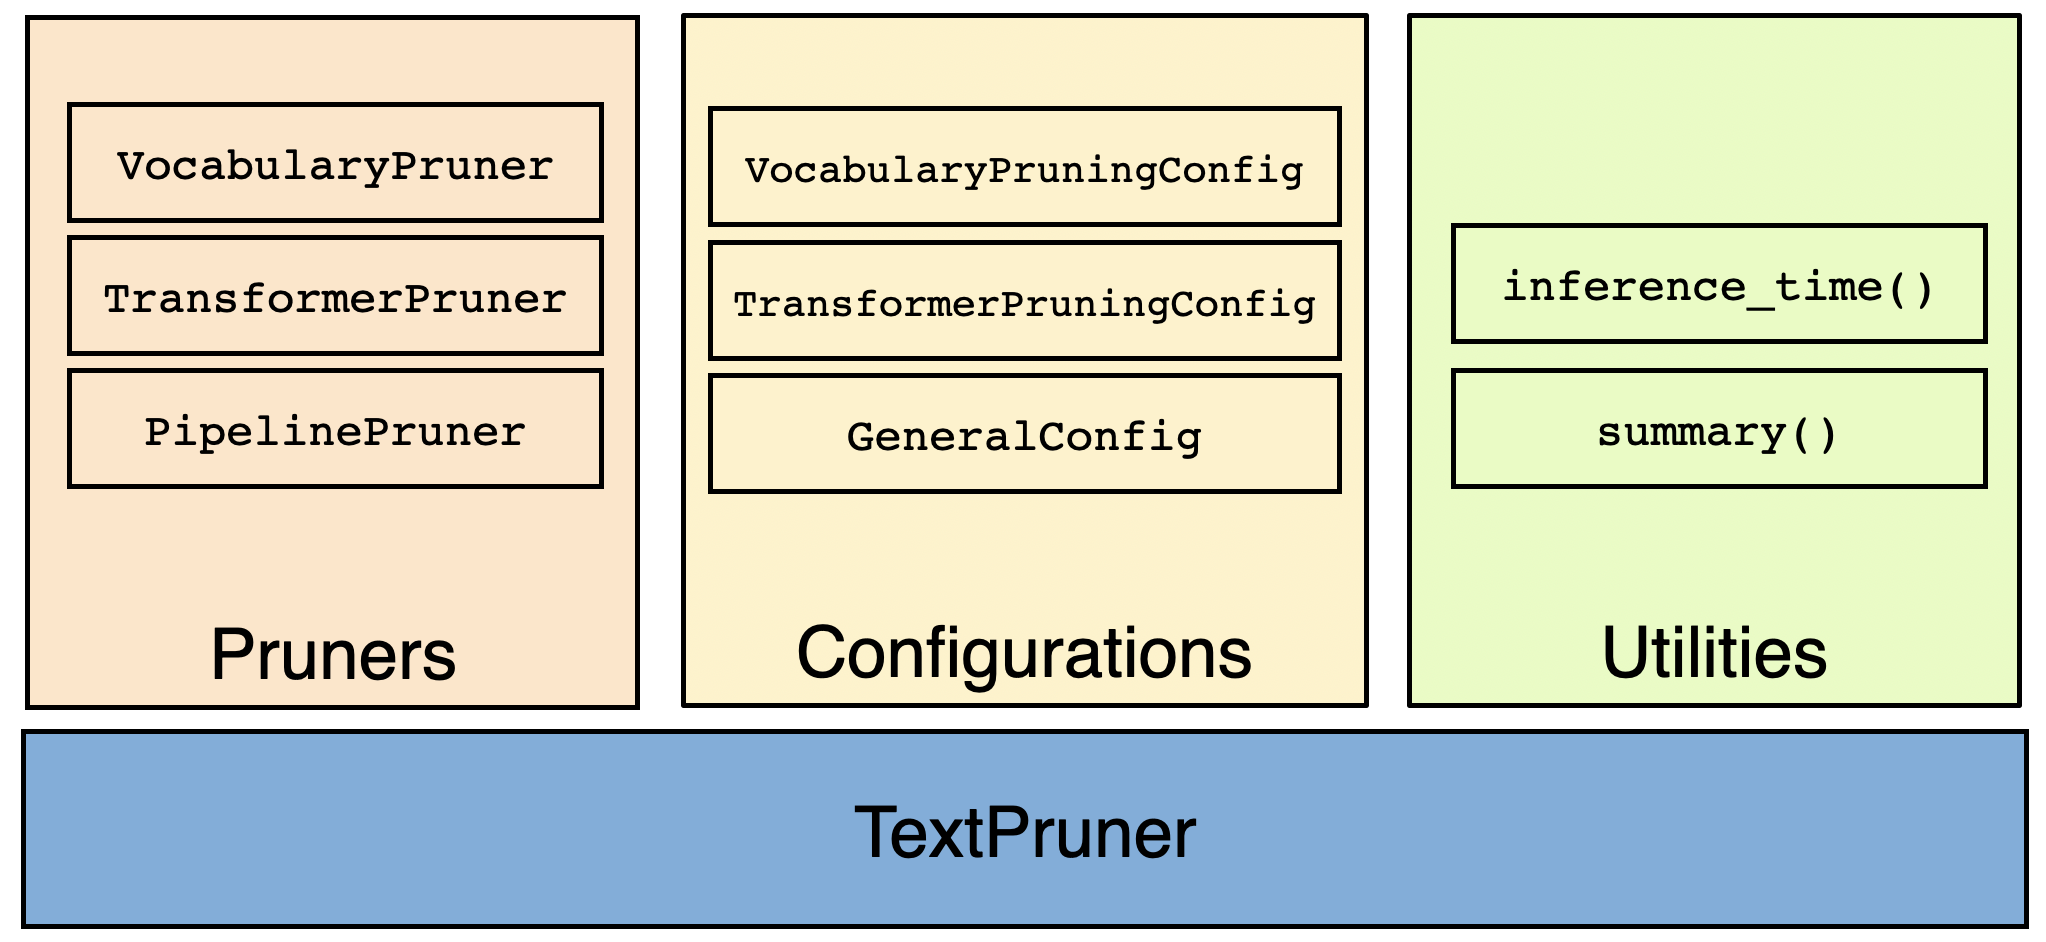 VocabularyPruner
TransformerPruner
PipelinePruner
Pruners
VocabularyPruningConfig
TransformerPruningConfig
GeneralConfig
Configurations
inference_time()
summary()
Utilities
TextPruner